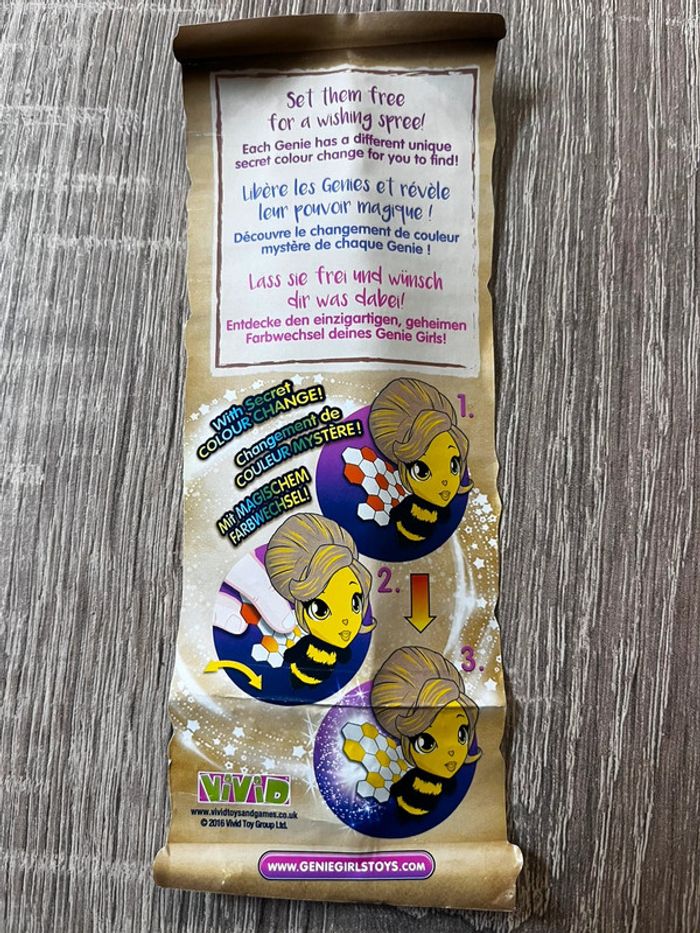 Set them free
for a wishing spree!
Each Genie has a different unique
secret colour change for you to find!
Libère les Genies et révèle
leur pouvoir magique !
Découvre le changement de couleur
mystère de chaque Genie !
Lass sie frei und wünsch
dir was dabei!
Entdecke den einzigartigen, geheimen
Farbwechsel deines Genie Girls!
With Secret
COLOUR CHANGE!
Changement de
COULEUR MYSTÈRE !
Mit MAGISCHEM
FARBWECHSEL!
1.
2.
3.
ViViD
www.vividtoysandgames.co.uk
© 2016 Vivid Toy Group Ltd.
WWW.GENIEGIRLSTOYS.COM